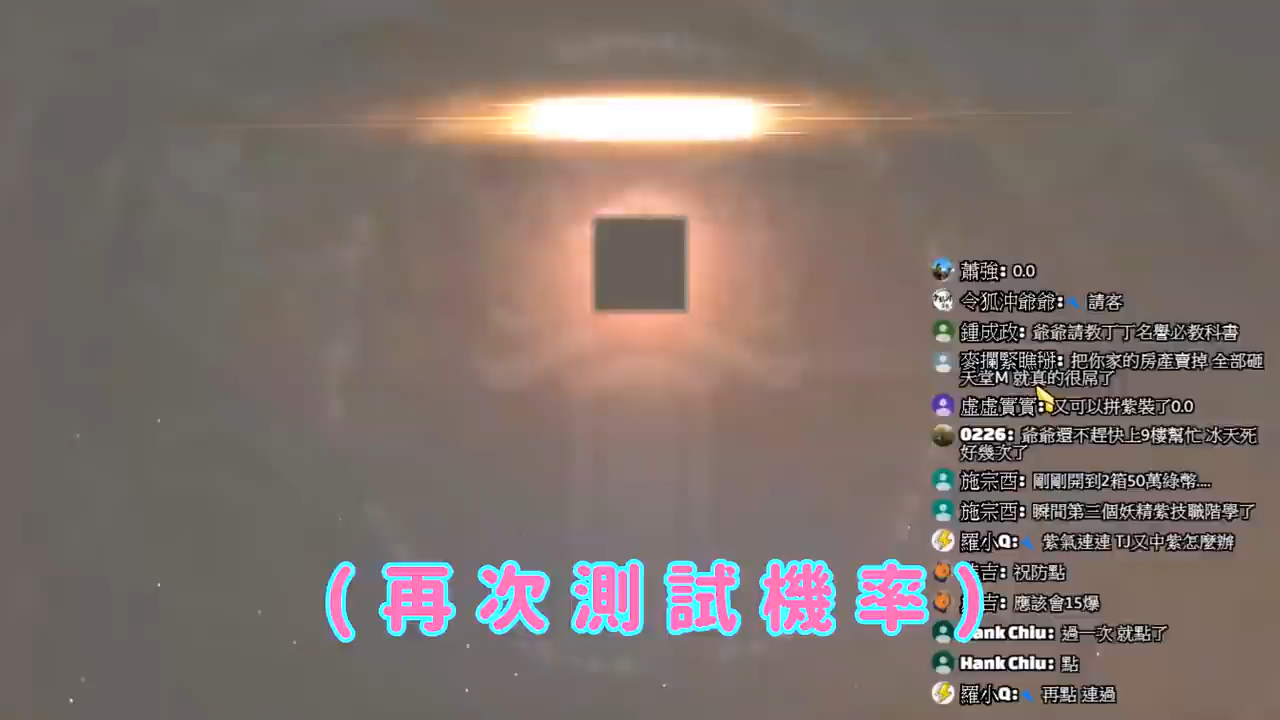 蕭強: 0.0
令狐沖爺爺: 請客
鍾成政: 爺爺請教丁丁名譽必教科書
麥攔緊瞧掰: 把你家的房產賣掉 全部砸
天堂M 就真的很屌了
虛虛實實: 又可以拼紫裝了0.0
0226: 爺爺還不趕快上9樓幫忙 冰天死
好幾次了
施宗酉: 剛剛開到2箱50萬綠幣....
施宗酉: 瞬間第三個妖精紫技職階學了
羅小Q: 紫氣連連 TJ又中紫怎麼辦
吉: 祝防點
吉: 應該會15爆
Hank Chiu: 過一次 就點了
Hank Chiu: 點
羅小Q: 再點 連過
(再次測試機率)